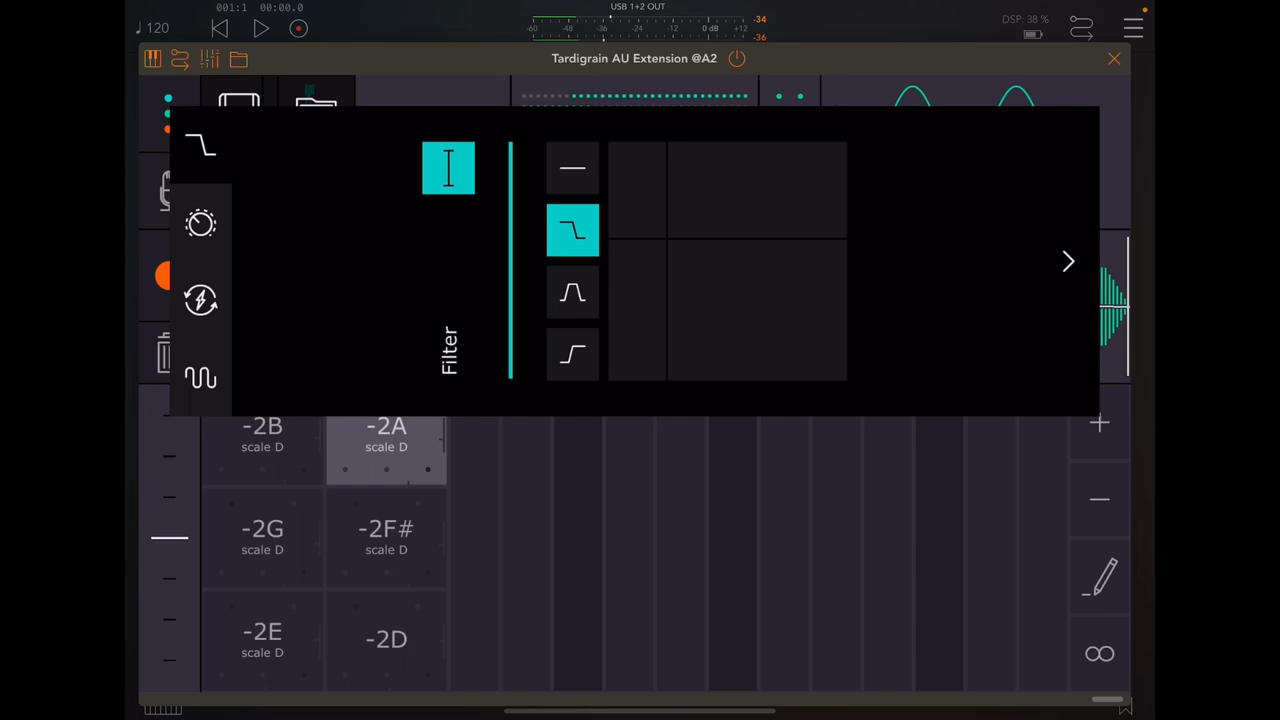 001:1 00:00.0
USB 1+2 OUT
♩120
-60 -48 -36 -24 -12 0 dB +12
-34
-36
DSP: 38 %
Tardigrain AU Extension @A2
Filter
-2B
scale D
-2A
scale D
-2G
scale D
-2F#
scale D
-2E
scale D
-2D